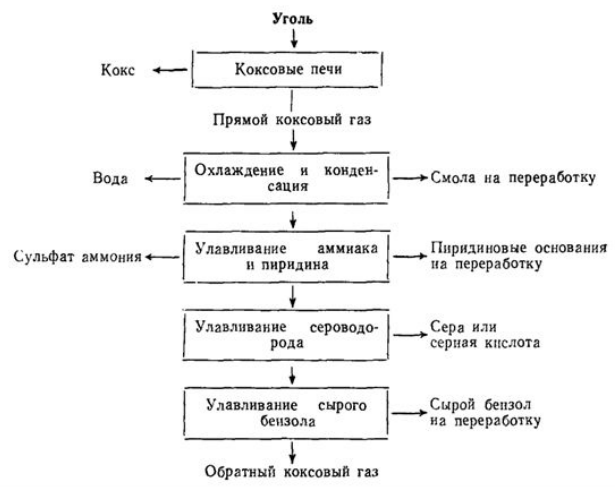 Уголь
Кокс
Коксовые печи
Прямой коксовый газ
Вода
Охлаждение и конден-
сация
Смола на переработку
Сульфат аммония
Улавливание аммиака
и пиридина
Пиридиновые основания
на переработку
Улавливание сероводо-
рода
Сера или
серная кислота
Улавливание сырого
бензола
Сырой бензол
на переработку
Обратный коксовый газ